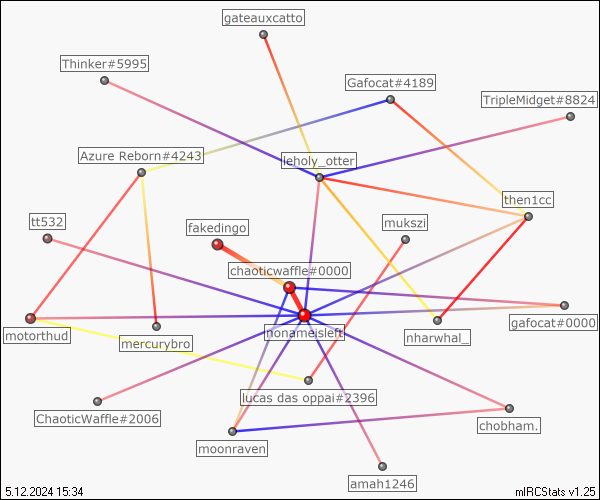 gateauxcatto
Thinker#5995
Gafocat#4189
TripleMidget#8824
Azure Reborn#4243
leholy_otter
then1cc
tt532
fakedingo
mukszi
chaoticwaffle#0000
gafocat#0000
motorthud
mercurybro
nonameisleft
nharwhal_
lucas das oppai#2396
ChaoticWaffle#2006
chobham.
moonraven
amah1246
5.12.2024 15:34
mIRCStats v1.25